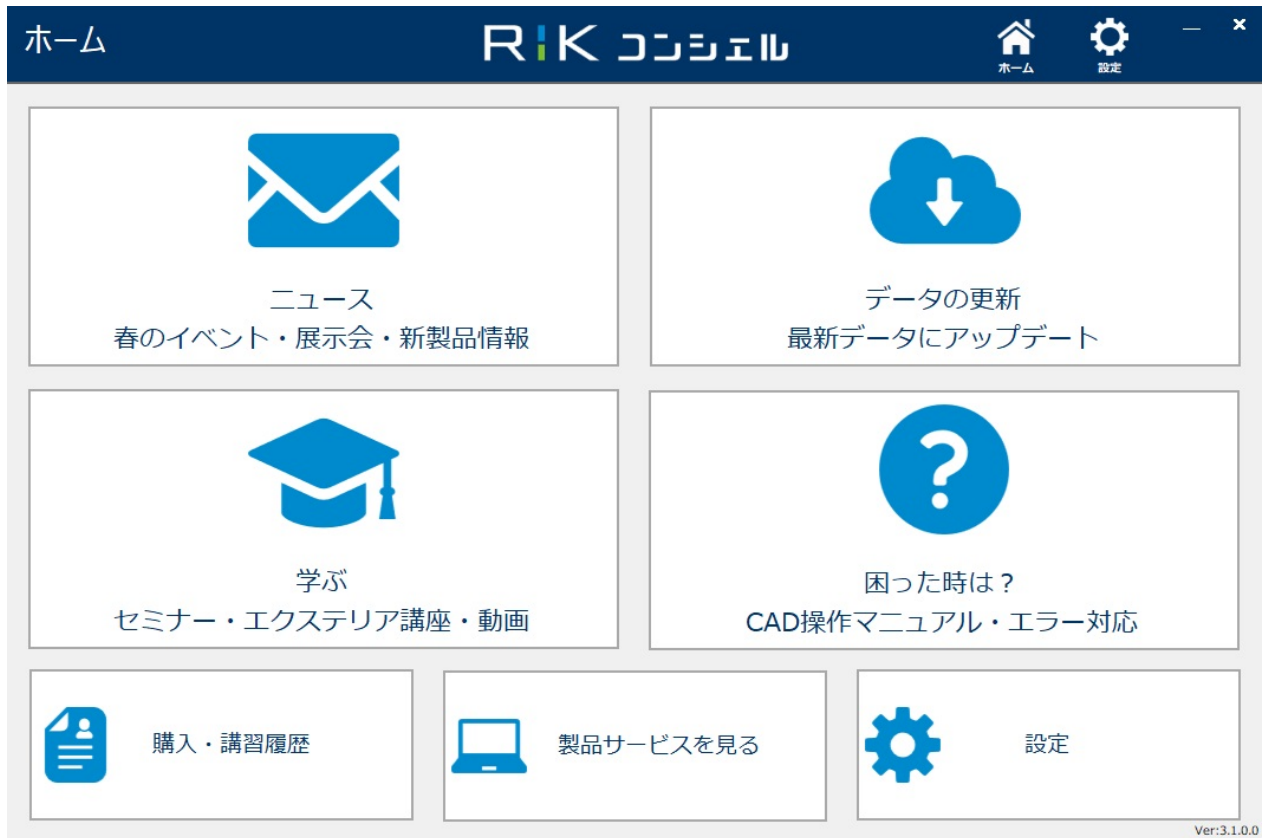 ホーム
RiK コンシェル
ホーム
設定
ニュース
春のイベント・展示会・新製品情報
データの更新
最新データにアップデート
学ぶ
セミナー・エクステリア講座・動画
?
困った時は？
CAD操作マニュアル・エラー対応
購入・講習履歴
製品サービスを見る
設定
Ver:3.1.0.0